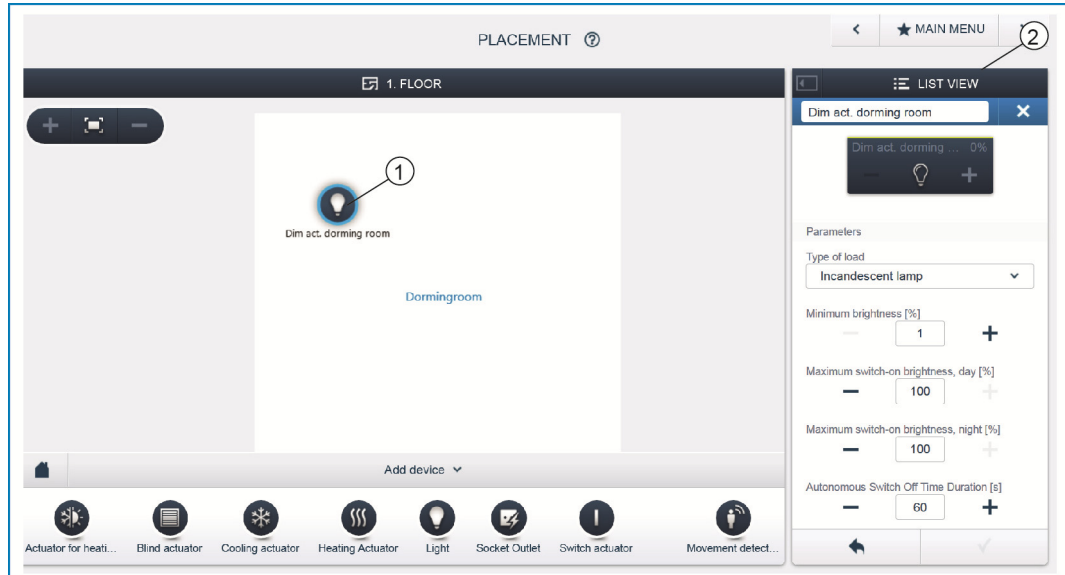 PLACEMENT ?
MAIN MENU
2
1. FLOOR
LIST VIEW
Dim act. dorming room
Dim act. dorming ... 0%
1
Dim act. dorming room
Dormingroom
Parameters
Type of load
Incandescent lamp
Minimum brightness [%]
1
Maximum switch-on brightness, day [%]
100
Maximum switch-on brightness, night [%]
100
Autonomous Switch Off Time Duration [s]
60
Add device
Actuator for heati...
Blind actuator
Cooling actuator
Heating Actuator
Light
Socket Outlet
Switch actuator
Movement detect...